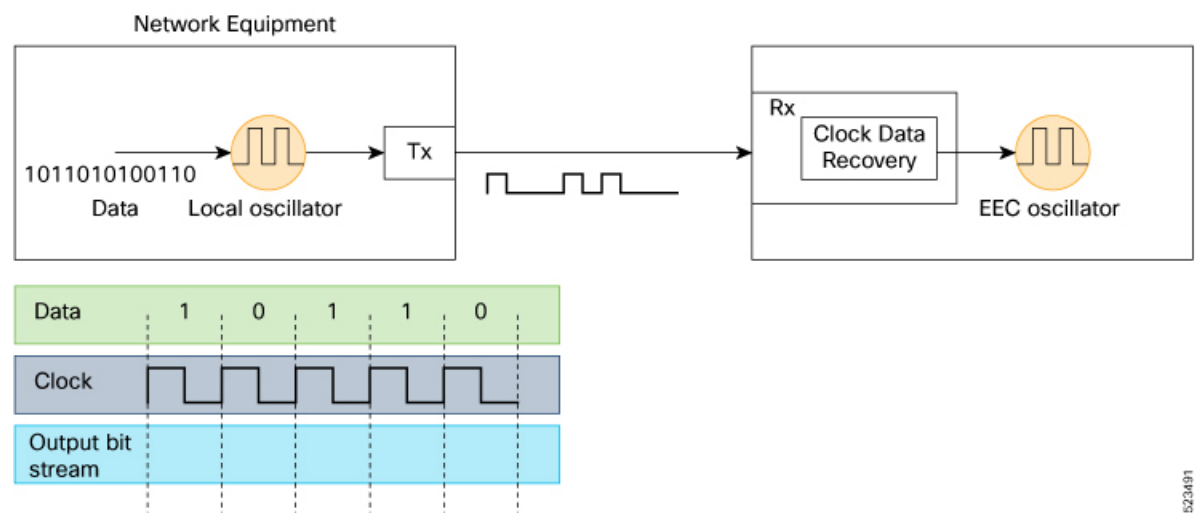 Network Equipment
1011010100110
Data
Local oscillator
Tx
Rx
Clock Data
Recovery
EEC oscillator
Data 1 0 1 1 0
Clock
Output bit
stream
523491